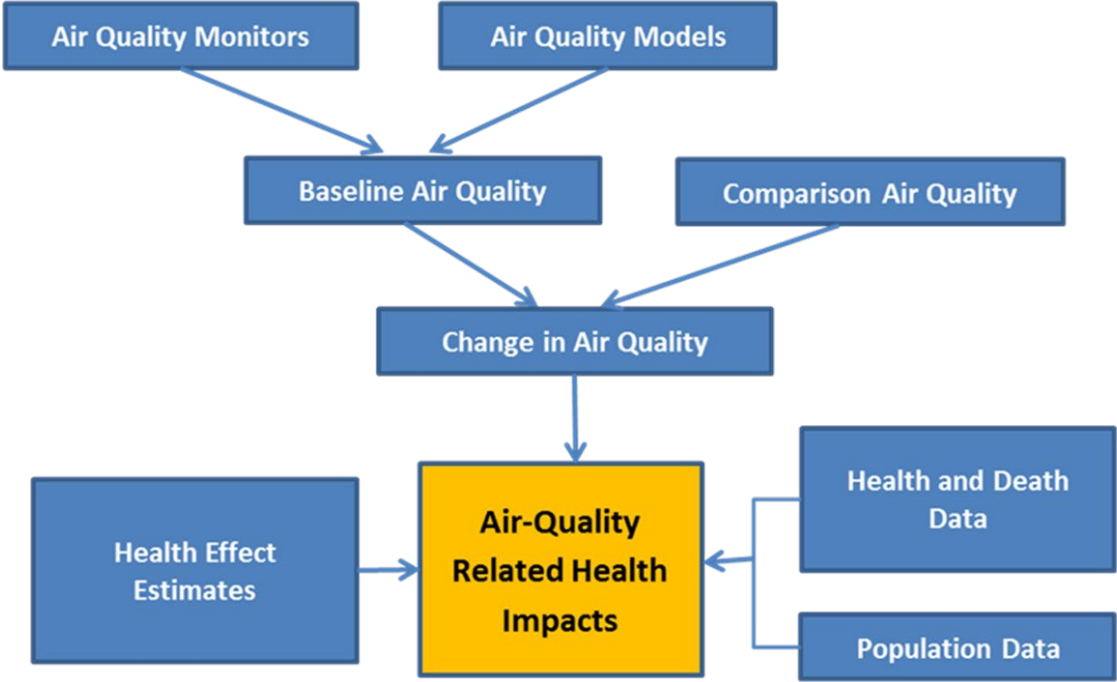 Air Quality Monitors
Air Quality Models
Baseline Air Quality
Comparison Air Quality
Change in Air Quality
Health Effect
Estimates
Air-Quality
Related Health
Impacts
Health and Death
Data
Population Data